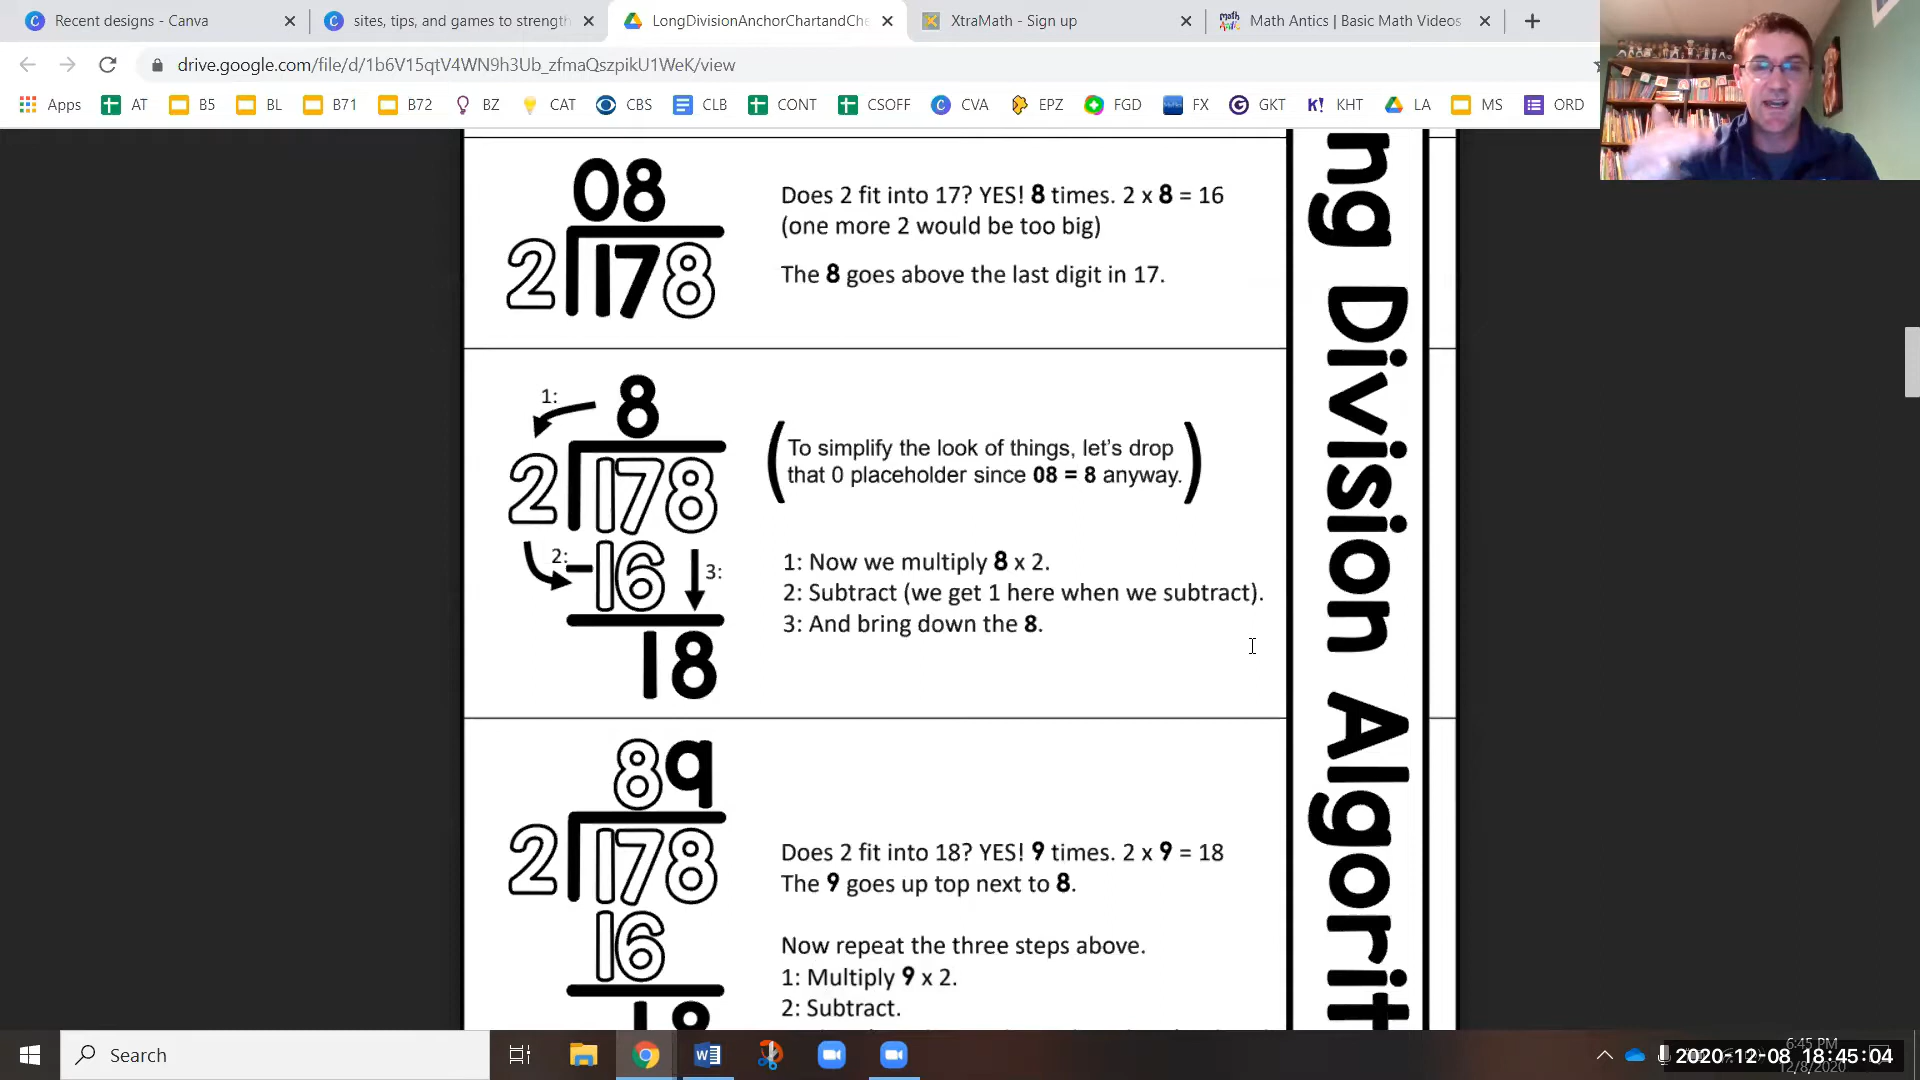 Recent designs - Canva
sites, tips, and games to strength
LongDivisionAnchorChartandChe
XtraMath - Sign up
Math Antics | Basic Math Videos
drive.google.com/file/d/1b6V15qtV4WN9h3Ub_zfmaQszpikU1WeK/view
Apps AT B5 BL B71 B72 BZ CAT CBS CLB CONT CSOFF CVA EPZ FGD FX GKT KHT LA MS ORD
08
2 178
Does 2 fit into 17? YES! 8 times. 2 x 8 = 16
(one more 2 would be too big)
The 8 goes above the last digit in 17.
1:
8
2 178
2:
-16
3:
18
(To simplify the look of things, let's drop
that 0 placeholder since 08 = 8 anyway.)
1: Now we multiply 8 x 2.
2: Subtract (we get 1 here when we subtract).
3: And bring down the 8.
89
2 178
16
18
Does 2 fit into 18? YES! 9 times. 2 x 9 = 18
The 9 goes up top next to 8.
Now repeat the three steps above.
1: Multiply 9 x 2.
2: Subtract.
ng Division Algorit
Search
6:45 PM
12/8/2020
2020-12-08 18:45:04